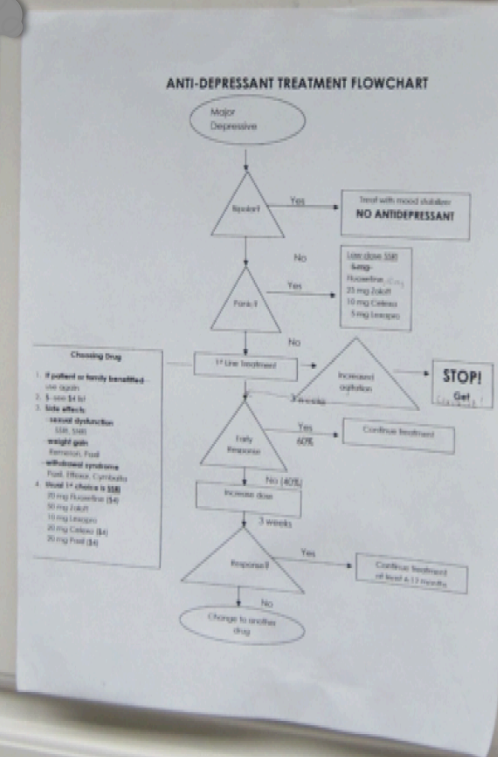 ANTI-DEPRESSANT TREATMENT FLOWCHART
Major
Depressive
Bipolar?
Yes
Treat with mood stabilizer
NO ANTIDEPRESSANT
No
Panic?
Yes
Low dose SSRI
5 mg
fluoxetine
25 mg Zoloft
10 mg Celexa
5 mg Lexapro
No
1st Line Treatment
Increased
agitation
STOP!
Get
3 weeks
Early
Response
Yes
60%
Continue treatment
No (40%)
Increase dose
3 weeks
Response?
Yes
Continue treatment
at least 6-12 months
No
Change to another
drug
Choosing Drug
1. If patient or family benefitted-
use again
2. $- use $4 list
3. Side effects
-sexual dysfunction
SSRI, SNRI
-weight gain
Remeron, Paxil
-withdrawal syndrome
Paxil, Effexor, Cymbalta
4. Usual 1st choice is SSRI
20 mg fluoxetine ($4)
50 mg Zoloft
10 mg Lexapro
20 mg Celexa ($4)
20 mg Paxil ($4)